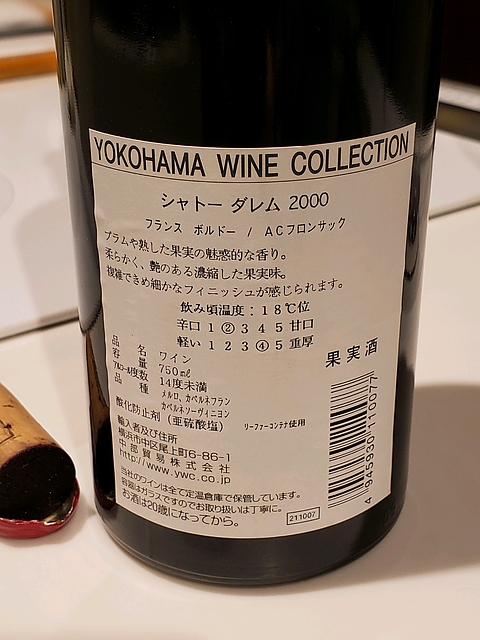 YOKOHAMA WINE COLLECTION
シャトー ダレム 2000
フランス ボルドー / ACフロンサック
プラムや熟した果実の魅惑的な香り。
柔らかく、艶のある濃縮した果実味。
複雑できめ細かなフィニッシュが感じられます。
飲み頃温度：18℃位
辛口 1 ② 3 4 5 甘口
軽い 1 2 3 ④ 5 重厚
品名 ワイン
容量 750㎖
アルコール度数 14度未満
品種 メルロ, カベルネフラン
カベルネソーヴィニヨン
酸化防止剤 (亜硫酸塩) リーファーコンテナ使用
輸入者及び住所
横浜市中区尾上町6-86-1
中部貿易株式会社
http://www.ywc.co.jp
当社のワインは全て定温倉庫で保管しています。
容器はガラスですのでお取り扱いは丁寧に。
お酒は20歳になってから。
211007
果実酒
4 945930 110077